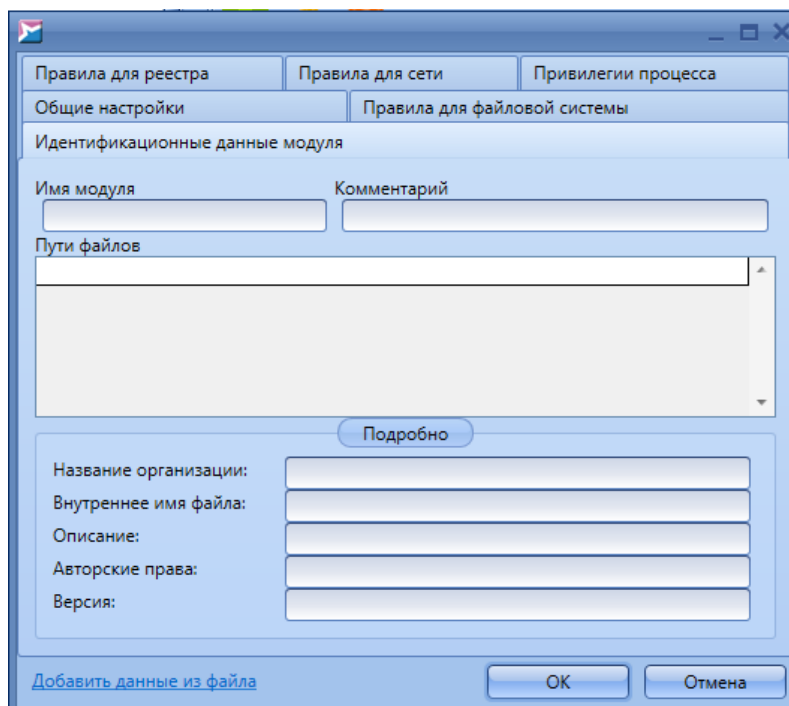 Правила для реестра
Правила для сети
Привилегии процесса
Общие настройки
Правила для файловой системы
Идентификационные данные модуля
Имя модуля
Комментарий
Пути файлов
Подробно
Название организации:
Внутреннее имя файла:
Описание:
Авторские права:
Версия:
Добавить данные из файла
OK
Отмена